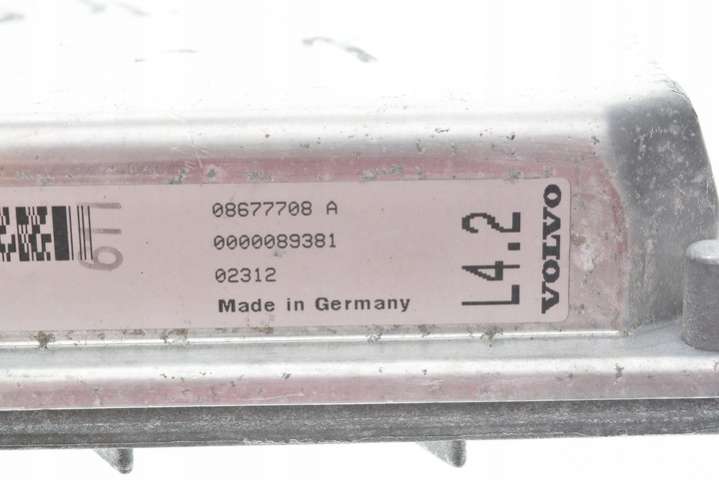 08677708 A
0000089381
02312
Made in Germany
L4.2
VOLVO